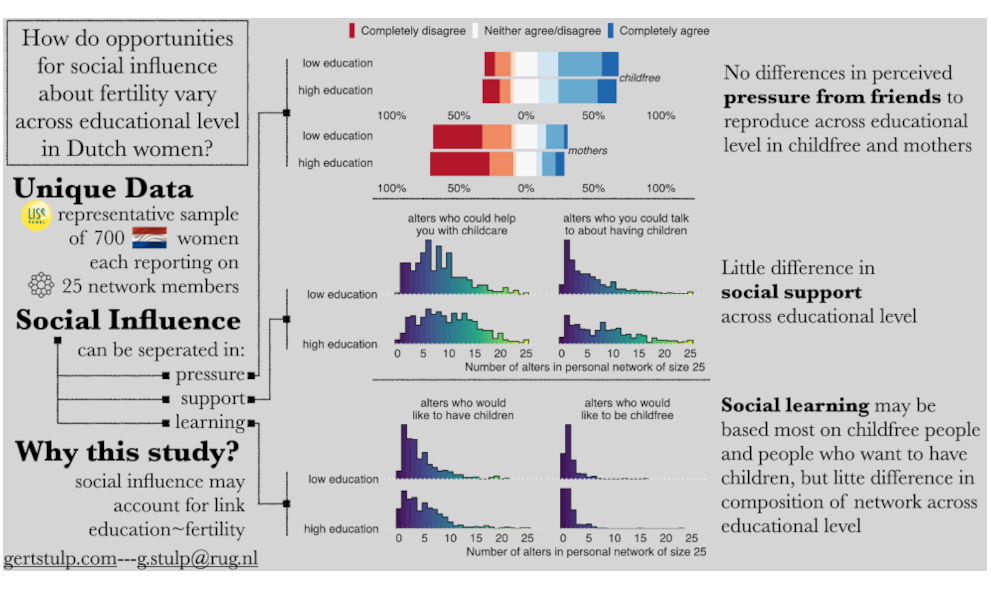 How do opportunities
for social influence
about fertility vary
across educational level
in Dutch women?
Unique Data
LISS
PANEL
representative sample
of 700 women
each reporting on
25 network members
Social Influence
can be seperated in:
pressure
support
learning
Why this study?
social influence may
account for link
education~fertility
gertstulp.com---g.stulp@rug.nl
Completely disagree Neither agree/disagree Completely agree
low education
childfree
high education
100% 50% 0% 50% 100%
low education
mothers
high education
100% 50% 0% 50% 100%
alters who could help
you with childcare
alters who you could talk
to about having children
low education
high education
0 5 10 15 20 25 0 5 10 15 20 25
Number of alters in personal network of size 25
alters who would
like to have children
alters who would
like to be childfree
low education
high education
0 5 10 15 20 25 0 5 10 15 20 25
Number of alters in personal network of size 25
No differences in perceived
pressure from friends to
reproduce across educational
level in childfree and mothers
Little difference in
social support
across educational level
Social learning may be
based most on childfree people
and people who want to have
children, but litte difference in
composition of network across
educational level